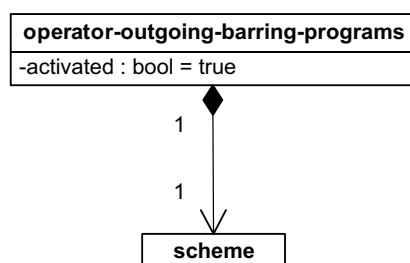 operator-outgoing-barring-programs
-activated : bool = true
1
1
scheme